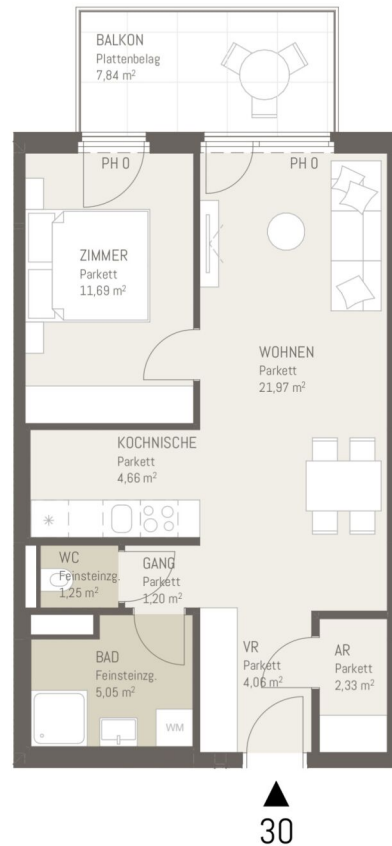 BALKON
Plattenbelag
7,84 m²
PH 0
PH 0
ZIMMER
Parkett
11,69 m²
WOHNEN
Parkett
21,97 m²
KOCHNISCHE
Parkett
4,66 m²
WC
Feinsteinzg.
1,25 m²
GANG
Parkett
1,20 m²
BAD
Feinsteinzg.
5,05 m²
WM
VR
Parkett
4,06 m²
AR
Parkett
2,33 m²
30